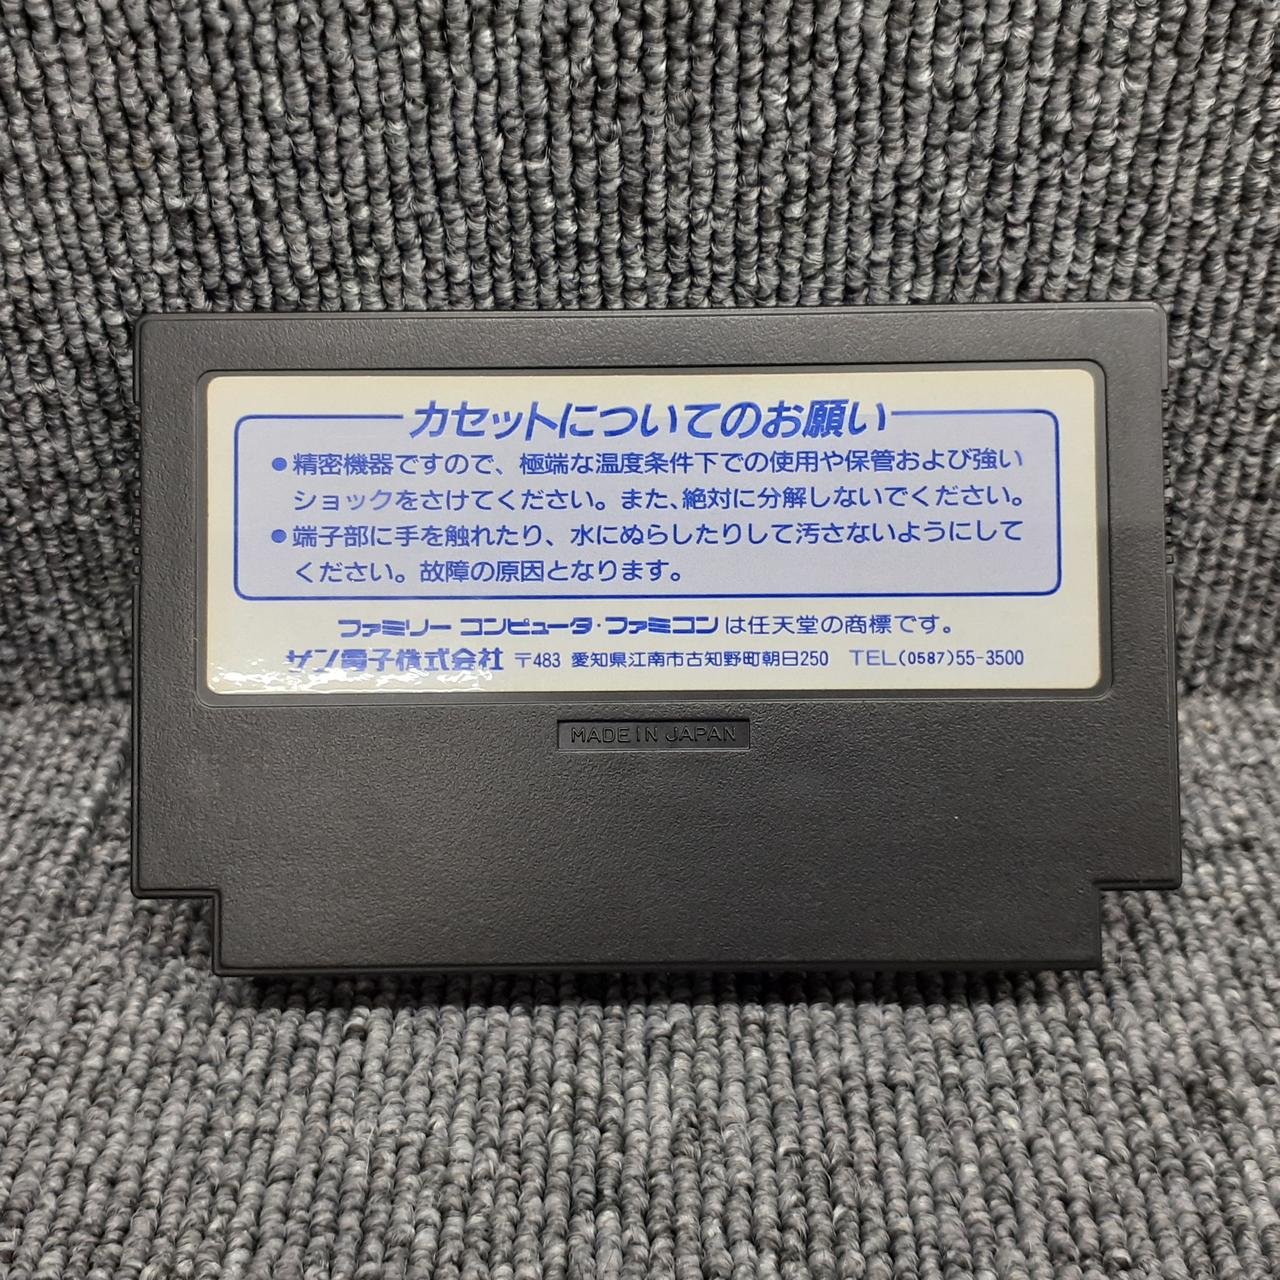 カセットについてのお願い
●精密機器ですので、極端な温度条件下での使用や保管および強い
ショックをさけてください。また、絶対に分解しないでください。
●端子部に手を触れたり、水にぬらしたりして汚さないようにして
ください。故障の原因となります。
ファミリー コンピュータ・ファミコンは任天堂の商標です。
サン電子株式会社 〒483 愛知県江南市古知野町朝日250 TEL(0587)55-3500
MADE IN JAPAN